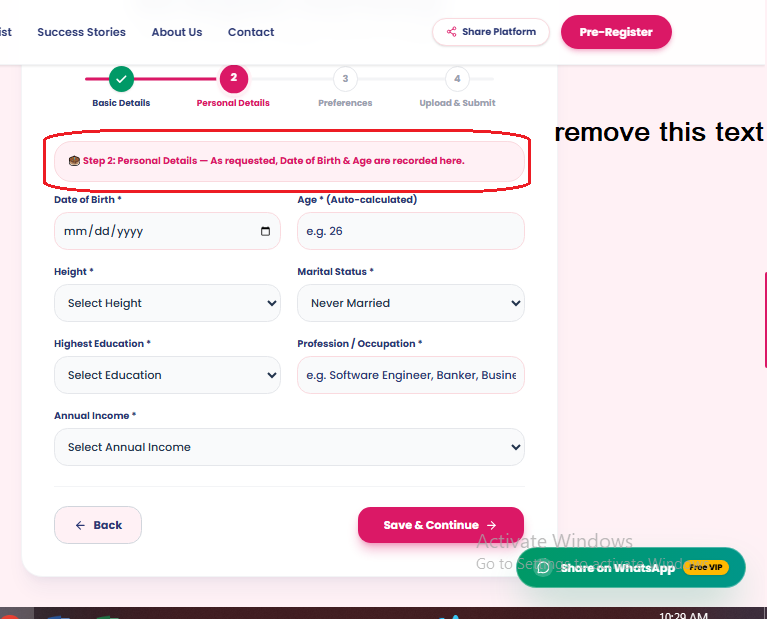 ist Success Stories About Us Contact Share Platform Pre-Register
2 3 4
Basic Details Personal Details Preferences Upload & Submit
remove this text
Step 2: Personal Details — As requested, Date of Birth & Age are recorded here.
Date of Birth * Age * (Auto-calculated)
mm/dd/yyyy e.g. 26
Height * Marital Status *
Select Height Never Married
Highest Education * Profession / Occupation *
Select Education e.g. Software Engineer, Banker, Busine
Annual Income *
Select Annual Income
← Back Save & Continue →
Activate Windows
Go to Settings to activate Wind
Share on WhatsApp Free VIP
10:29 AM